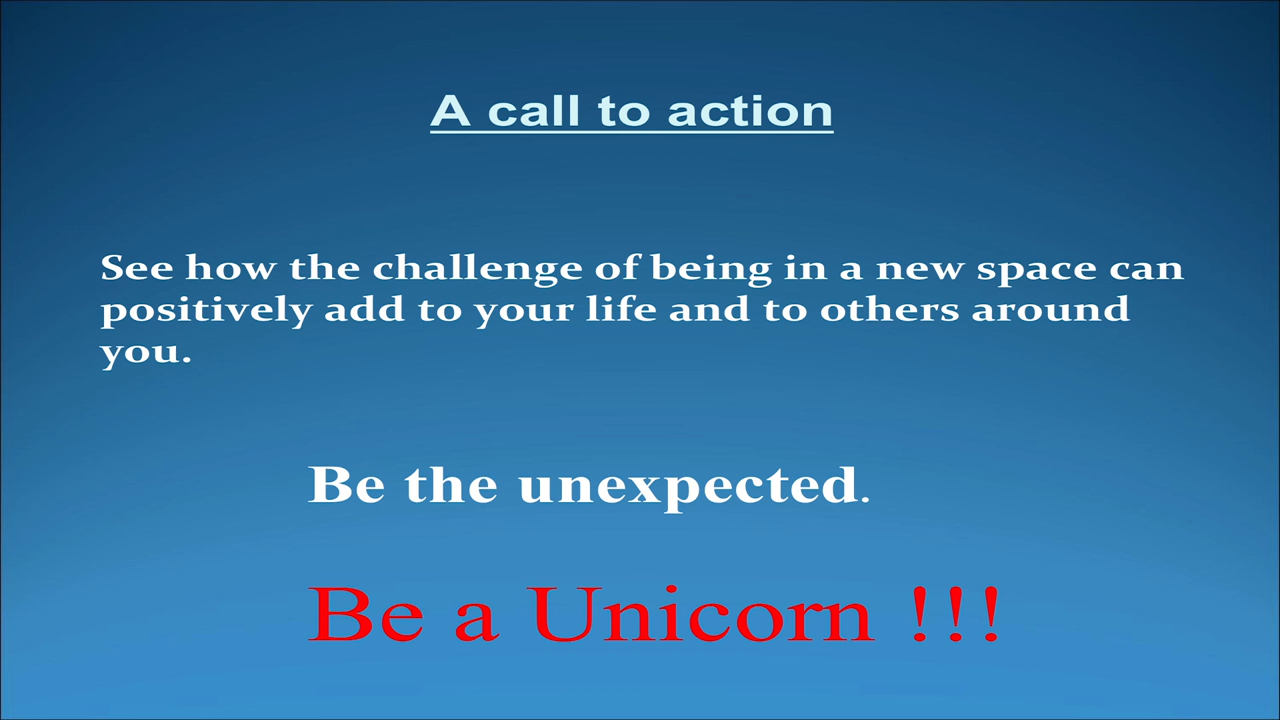 A call to action
See how the challenge of being in a new space can
positively add to your life and to others around
you.
Be the unexpected.
Be a Unicorn !!!